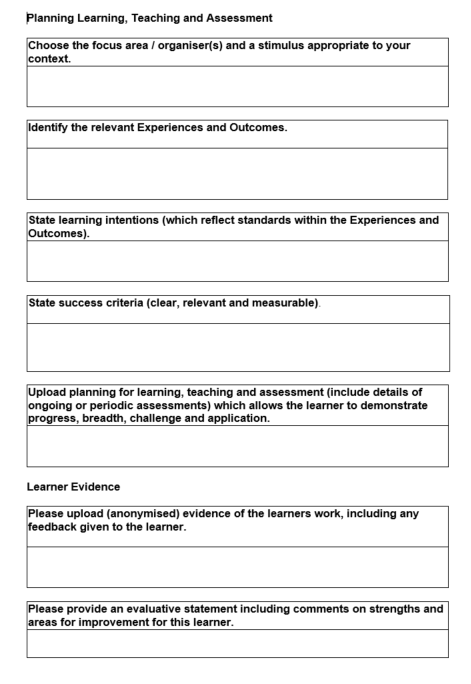 Planning Learning, Teaching and Assessment
Choose the focus area / organiser(s) and a stimulus appropriate to your
context.
Identify the relevant Experiences and Outcomes.
State learning intentions (which reflect standards within the Experiences and
Outcomes).
State success criteria (clear, relevant and measurable).
Upload planning for learning, teaching and assessment (include details of
ongoing or periodic assessments) which allows the learner to demonstrate
progress, breadth, challenge and application.
Learner Evidence
Please upload (anonymised) evidence of the learners work, including any
feedback given to the learner.
Please provide an evaluative statement including comments on strengths and
areas for improvement for this learner.